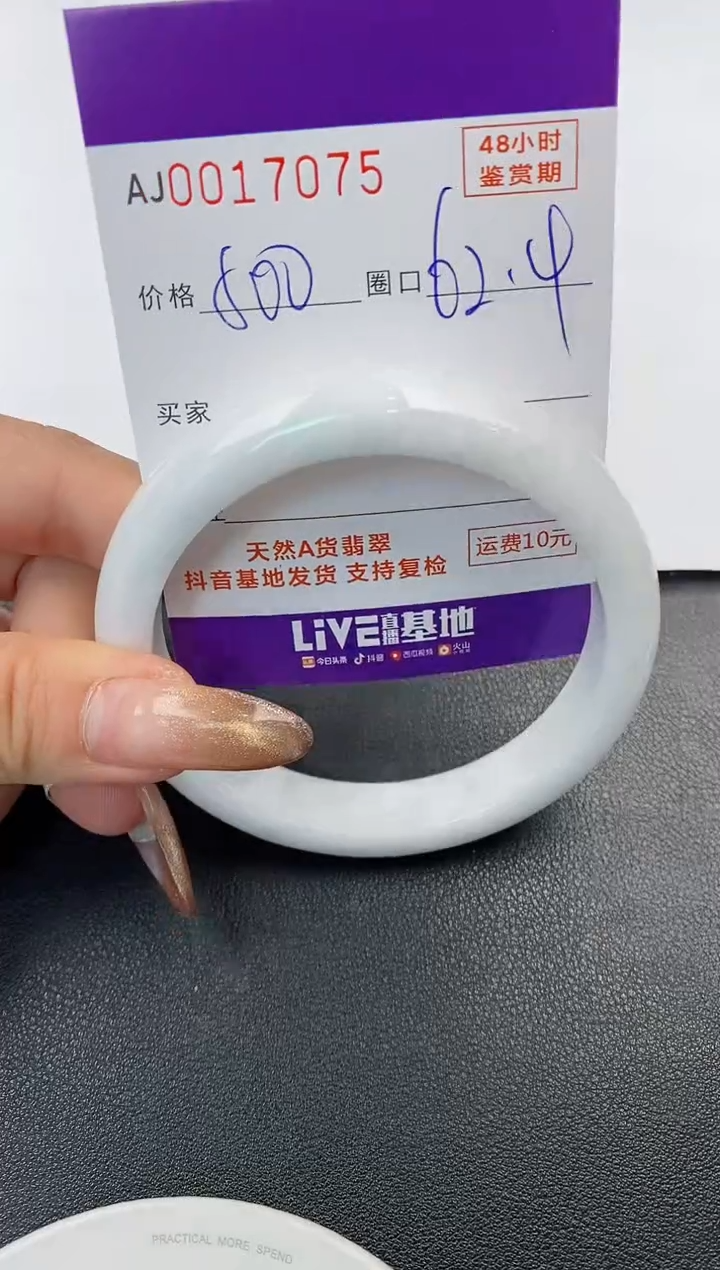 AJ0017075
48小时
鉴赏期
价格 800 圈口 62.4
买家
天然A货翡翠
抖音基地发货 支持复检
运费10元
LiVE直播基地
今日头条 抖音 西瓜视频 火山
PRACTICAL MORE SPEND